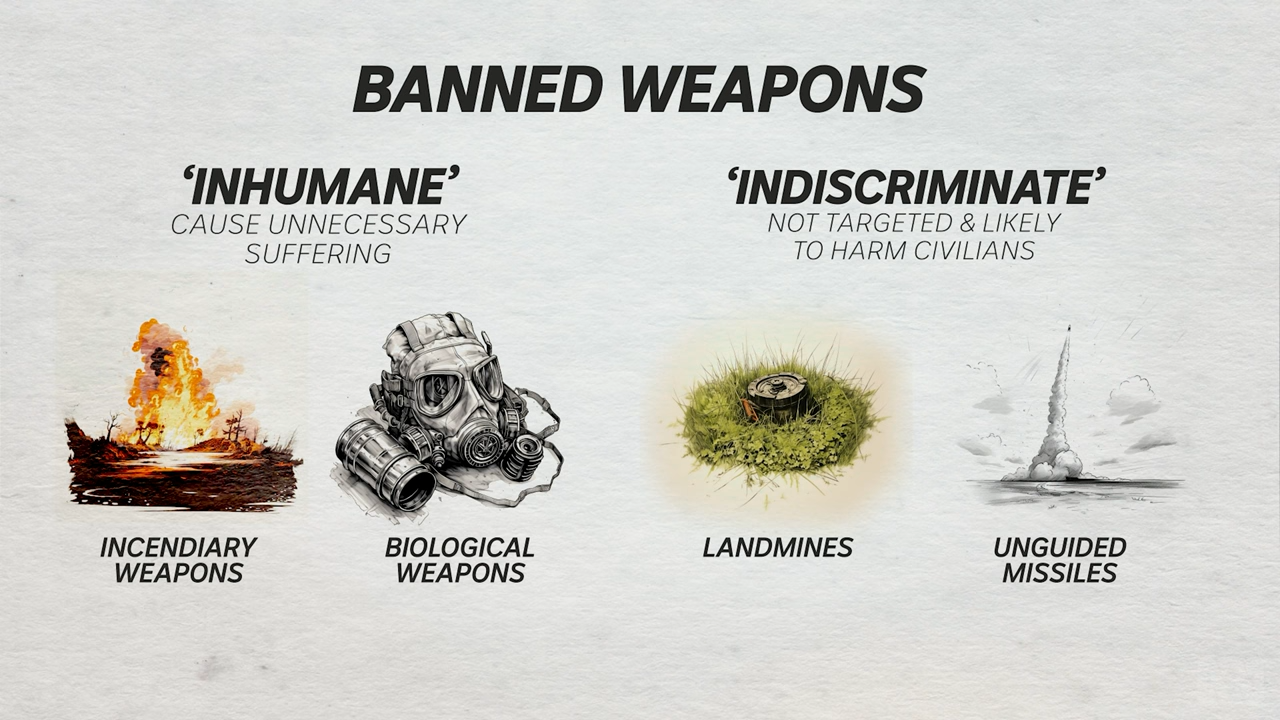 BANNED WEAPONS
‘INHUMANE’
CAUSE UNNECESSARY
SUFFERING
‘INDISCRIMINATE’
NOT TARGETED & LIKELY
TO HARM CIVILIANS
INCENDIARY
WEAPONS
BIOLOGICAL
WEAPONS
LANDMINES
UNGUIDED
MISSILES